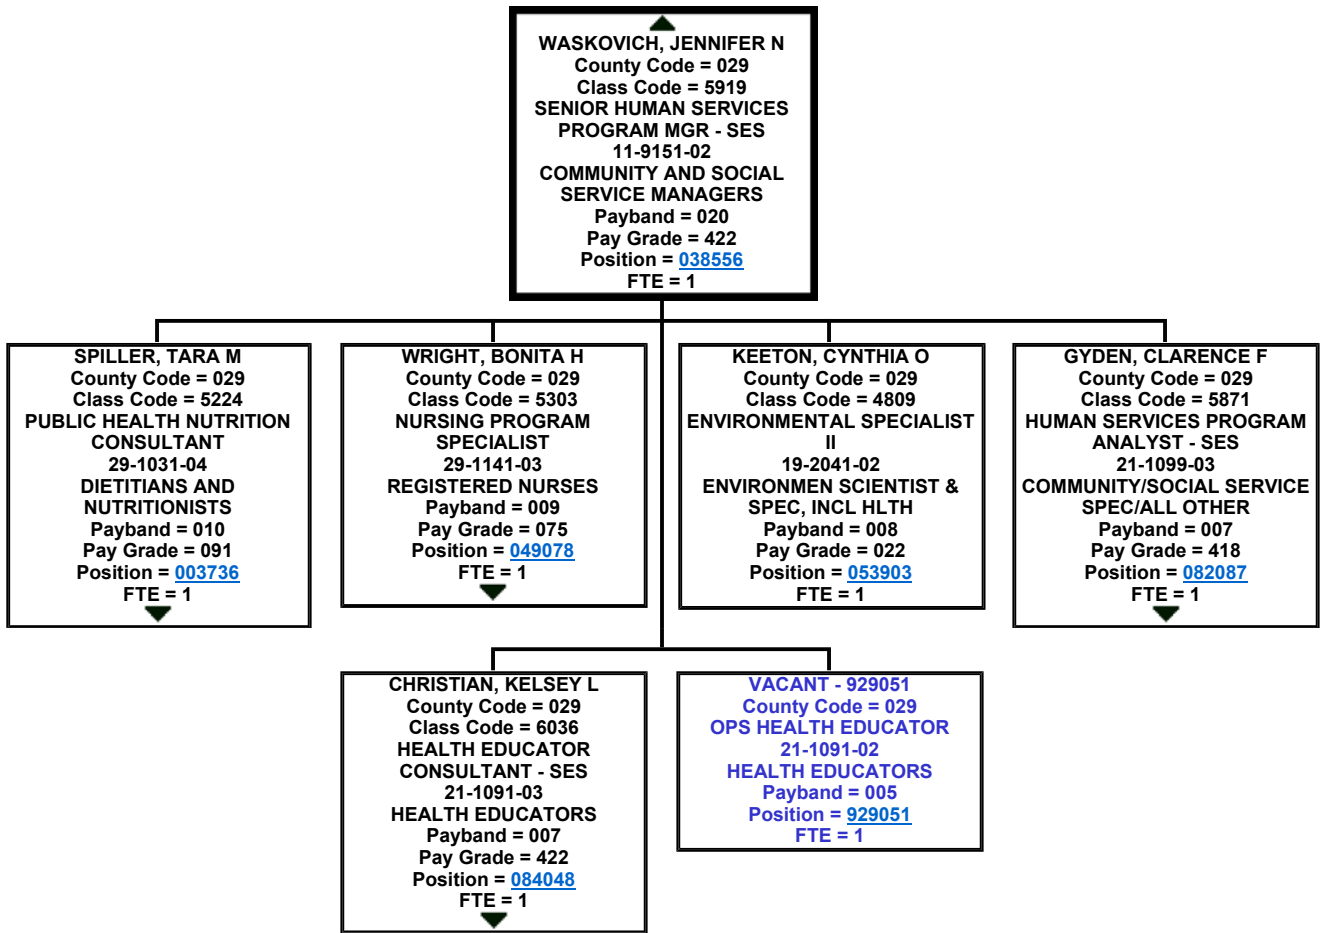 WASKOVICH, JENNIFER N
County Code = 029
Class Code = 5919
SENIOR HUMAN SERVICES
PROGRAM MGR - SES
11-9151-02
COMMUNITY AND SOCIAL
SERVICE MANAGERS
Payband = 020
Pay Grade = 422
Position = 038556
FTE = 1
SPILLER, TARA M
County Code = 029
Class Code = 5224
PUBLIC HEALTH NUTRITION
CONSULTANT
29-1031-04
DIETITIANS AND
NUTRITIONISTS
Payband = 010
Pay Grade = 091
Position = 003736
FTE = 1
WRIGHT, BONITA H
County Code = 029
Class Code = 5303
NURSING PROGRAM
SPECIALIST
29-1141-03
REGISTERED NURSES
Payband = 009
Pay Grade = 075
Position = 049078
FTE = 1
KEETON, CYNTHIA O
County Code = 029
Class Code = 4809
ENVIRONMENTAL SPECIALIST
II
19-2041-02
ENVIRONMEN SCIENTIST &
SPEC, INCL HLTH
Payband = 008
Pay Grade = 022
Position = 053903
FTE = 1
GYDEN, CLARENCE F
County Code = 029
Class Code = 5871
HUMAN SERVICES PROGRAM
ANALYST - SES
21-1099-03
COMMUNITY/SOCIAL SERVICE
SPEC/ALL OTHER
Payband = 007
Pay Grade = 418
Position = 082087
FTE = 1
CHRISTIAN, KELSEY L
County Code = 029
Class Code = 6036
HEALTH EDUCATOR
CONSULTANT - SES
21-1091-03
HEALTH EDUCATORS
Payband = 007
Pay Grade = 422
Position = 084048
FTE = 1
VACANT - 929051
County Code = 029
OPS HEALTH EDUCATOR
21-1091-02
HEALTH EDUCATORS
Payband = 005
Position = 929051
FTE = 1